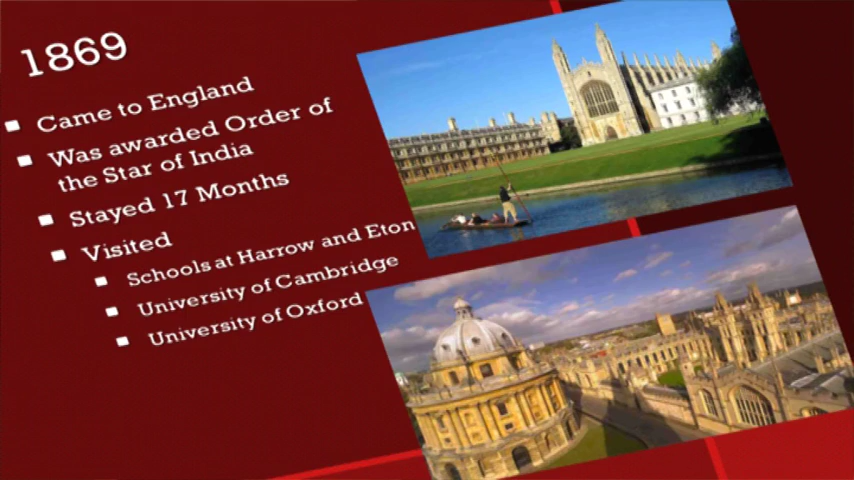 1869
Came to England
Was awarded Order of
the Star of India
Stayed 17 Months
Visited
Schools at Harrow and Eton
University of Cambridge
University of Oxford